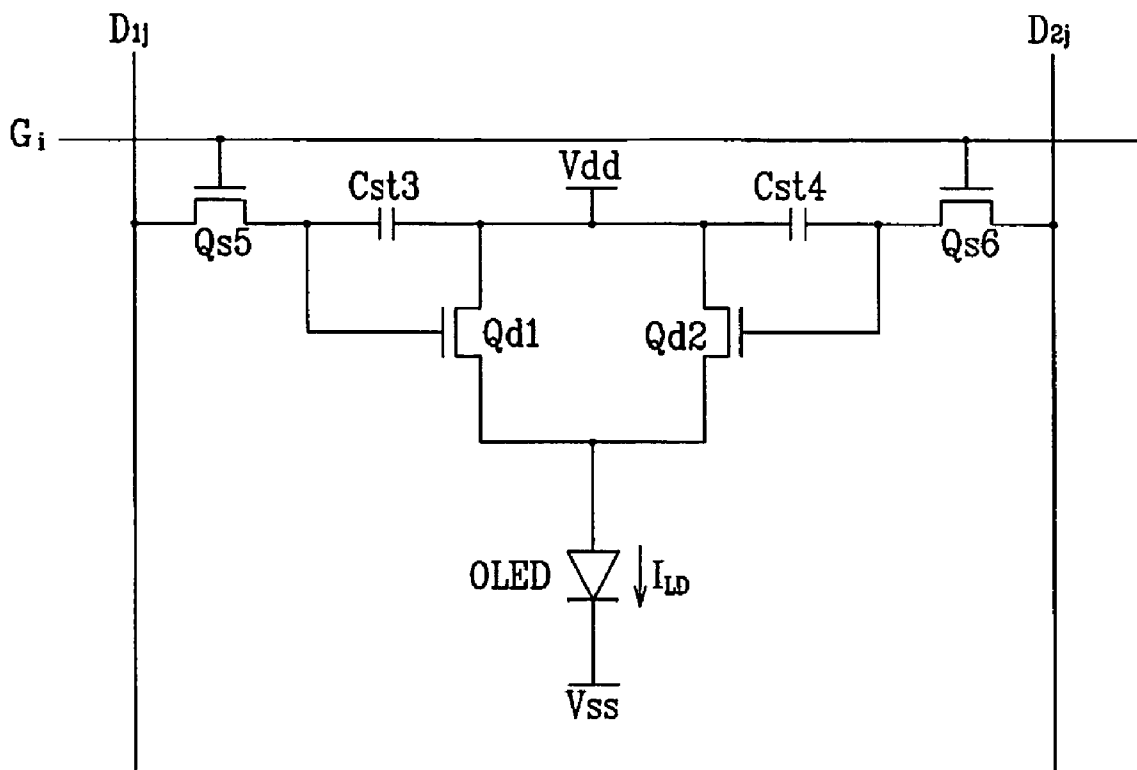 D1j D2j
Gi
Vdd
Cst3 Cst4
Qs5 Qs6
Qd1 Qd2
OLED ILD
Vss